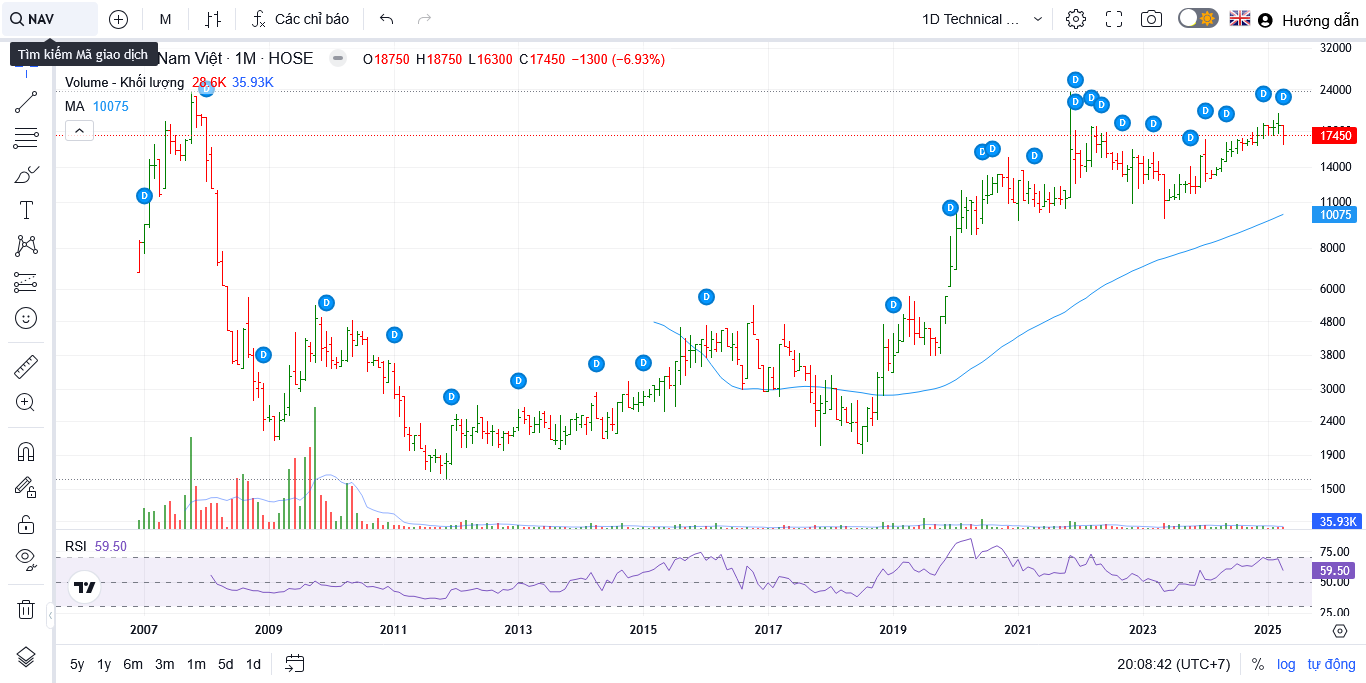 NAV
M
Các chỉ báo
1D Technical ...
Hướng dẫn
Tìm kiếm Mã giao dịch
Nam Việt · 1M · HOSE
O18750 H18750 L16300 C17450 −1300 (−6.93%)
Volume - Khối lượng 28.6K 35.93K
MA 10075
32000
24000
17450
14000
11000
10075
8000
6000
4800
3800
3000
2400
1900
1500
35.93K
D D D D D D D D D D D D D D D D D D D D D D D D D D D
RSI 59.50
75.00
59.50
50.00
25.00
2007 2009 2011 2013 2015 2017 2019 2021 2023 2025
5y 1y 6m 3m 1m 5d 1d
20:08:42 (UTC+7) % log tự động